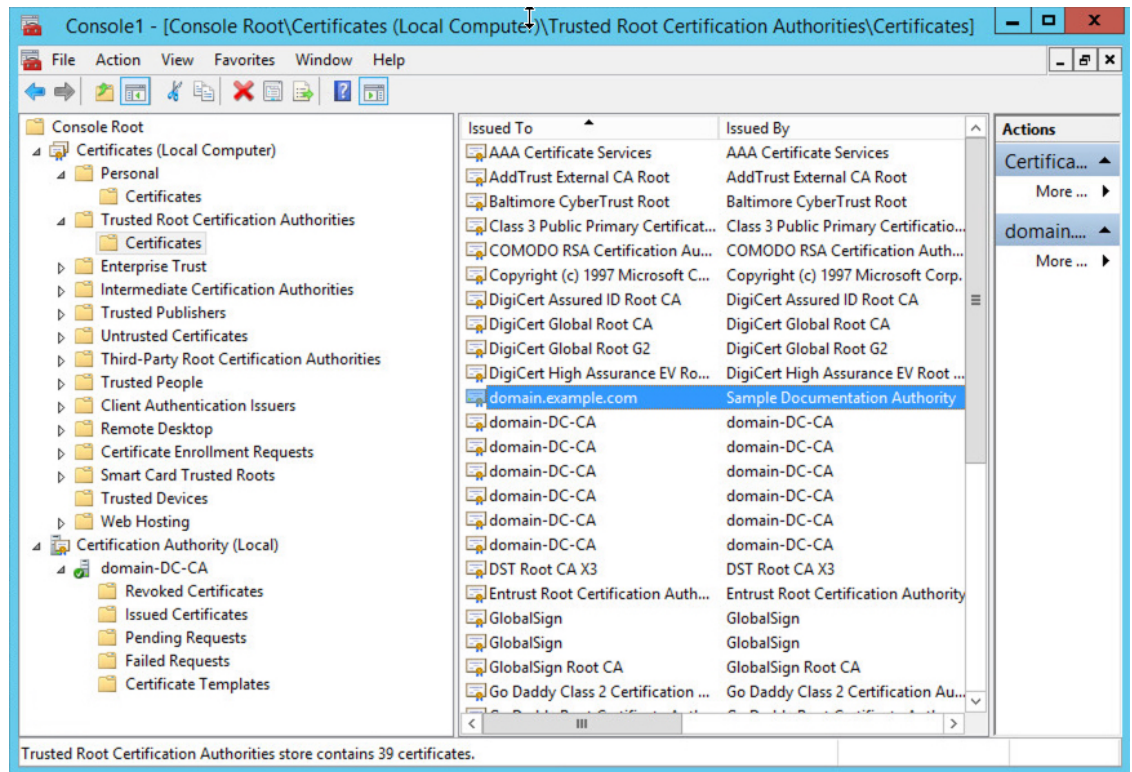 Console1 - [Console Root\Certificates (Local Computer)\Trusted Root Certification Authorities\Certificates]
File Action View Favorites Window Help
Console Root
Certificates (Local Computer)
Personal
Certificates
Trusted Root Certification Authorities
Certificates
Enterprise Trust
Intermediate Certification Authorities
Trusted Publishers
Untrusted Certificates
Third-Party Root Certification Authorities
Trusted People
Client Authentication Issuers
Remote Desktop
Certificate Enrollment Requests
Smart Card Trusted Roots
Trusted Devices
Web Hosting
Certification Authority (Local)
domain-DC-CA
Revoked Certificates
Issued Certificates
Pending Requests
Failed Requests
Certificate Templates
Issued To Issued By
AAA Certificate Services AAA Certificate Services
AddTrust External CA Root AddTrust External CA Root
Baltimore CyberTrust Root Baltimore CyberTrust Root
Class 3 Public Primary Certificat... Class 3 Public Primary Certificatio...
COMODO RSA Certification Au... COMODO RSA Certification Auth...
Copyright (c) 1997 Microsoft C... Copyright (c) 1997 Microsoft Corp.
DigiCert Assured ID Root CA DigiCert Assured ID Root CA
DigiCert Global Root CA DigiCert Global Root CA
DigiCert Global Root G2 DigiCert Global Root G2
DigiCert High Assurance EV Ro... DigiCert High Assurance EV Root ...
domain.example.com Sample Documentation Authority
domain-DC-CA domain-DC-CA
domain-DC-CA domain-DC-CA
domain-DC-CA domain-DC-CA
domain-DC-CA domain-DC-CA
domain-DC-CA domain-DC-CA
domain-DC-CA domain-DC-CA
DST Root CA X3 DST Root CA X3
Entrust Root Certification Auth... Entrust Root Certification Authority
GlobalSign GlobalSign
GlobalSign GlobalSign
GlobalSign Root CA GlobalSign Root CA
Go Daddy Class 2 Certification ... Go Daddy Class 2 Certification Au...
Actions
Certifica...
More ...
domain....
More ...
Trusted Root Certification Authorities store contains 39 certificates.